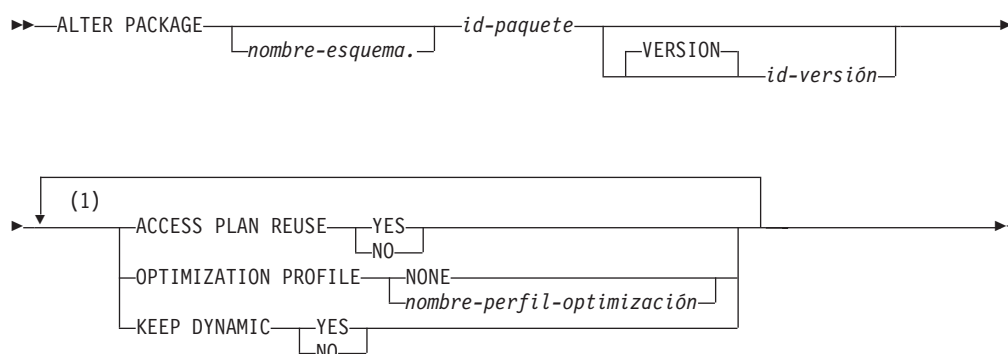 ALTER PACKAGE nombre-esquema. id-paquete VERSION id-versión
(1)
ACCESS PLAN REUSE YES
NO
OPTIMIZATION PROFILE NONE
nombre-perfil-optimización
KEEP DYNAMIC YES
NO